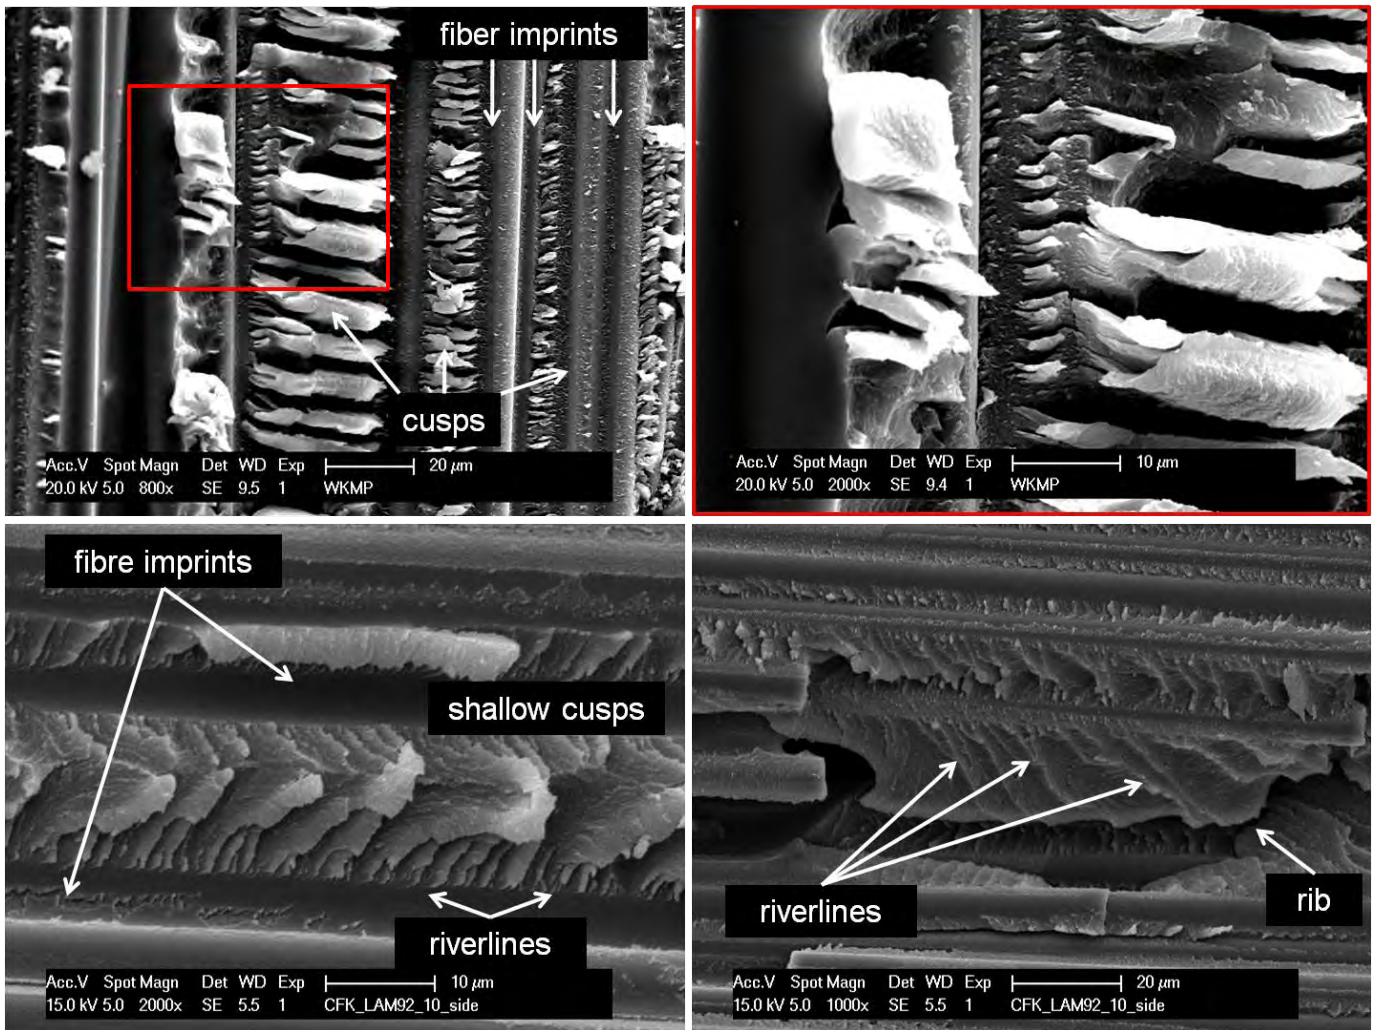 fiber imprints
cusps
Acc.V Spot Magn Det WD Exp 20 µm
20.0 kV 5.0 800x SE 9.5 1 WKMP
Acc.V Spot Magn Det WD Exp 10 µm
20.0 kV 5.0 2000x SE 9.4 1 WKMP
fibre imprints
shallow cusps
riverlines
Acc.V Spot Magn Det WD Exp 10 µm
15.0 kV 5.0 2000x SE 5.5 1 CFK_LAM92_10_side
riverlines
rib
Acc.V Spot Magn Det WD Exp 20 µm
15.0 kV 5.0 1000x SE 5.5 1 CFK_LAM92_10_side